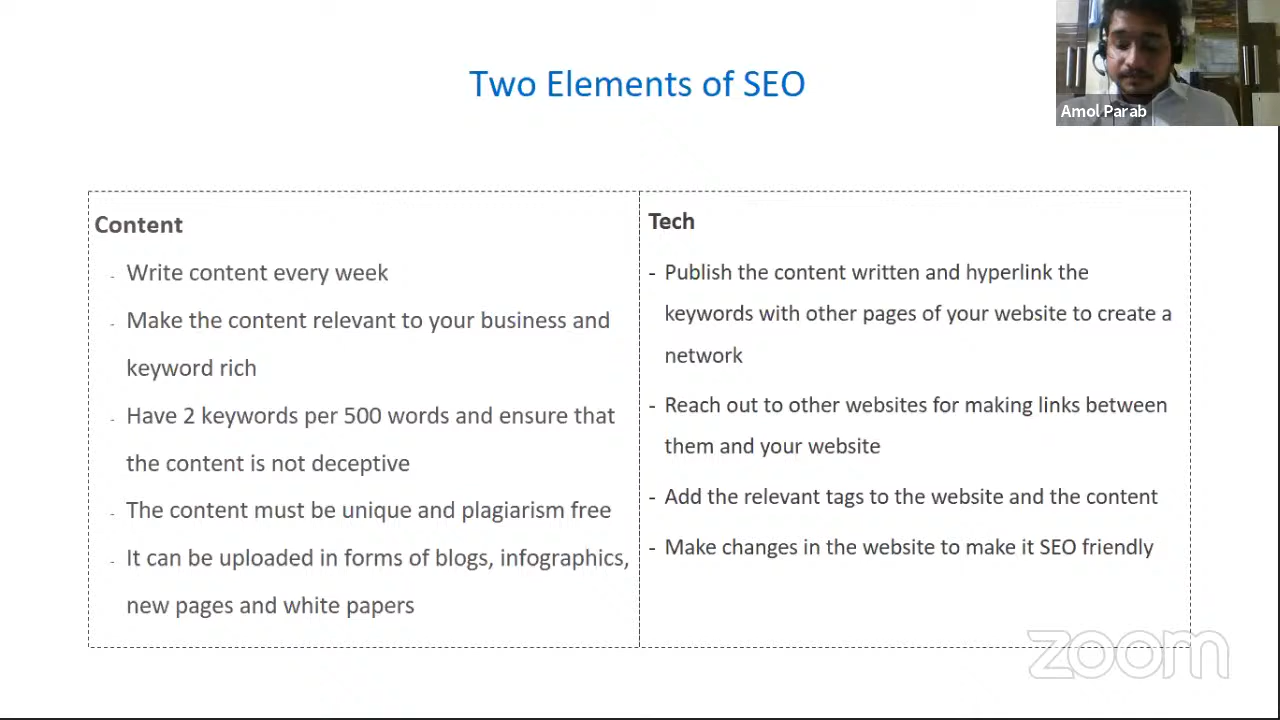 Two Elements of SEO
Amol Parab
Content
- Write content every week
- Make the content relevant to your business and
keyword rich
- Have 2 keywords per 500 words and ensure that
the content is not deceptive
- The content must be unique and plagiarism free
- It can be uploaded in forms of blogs, infographics,
new pages and white papers
Tech
- Publish the content written and hyperlink the
keywords with other pages of your website to create a
network
- Reach out to other websites for making links between
them and your website
- Add the relevant tags to the website and the content
- Make changes in the website to make it SEO friendly
zoom